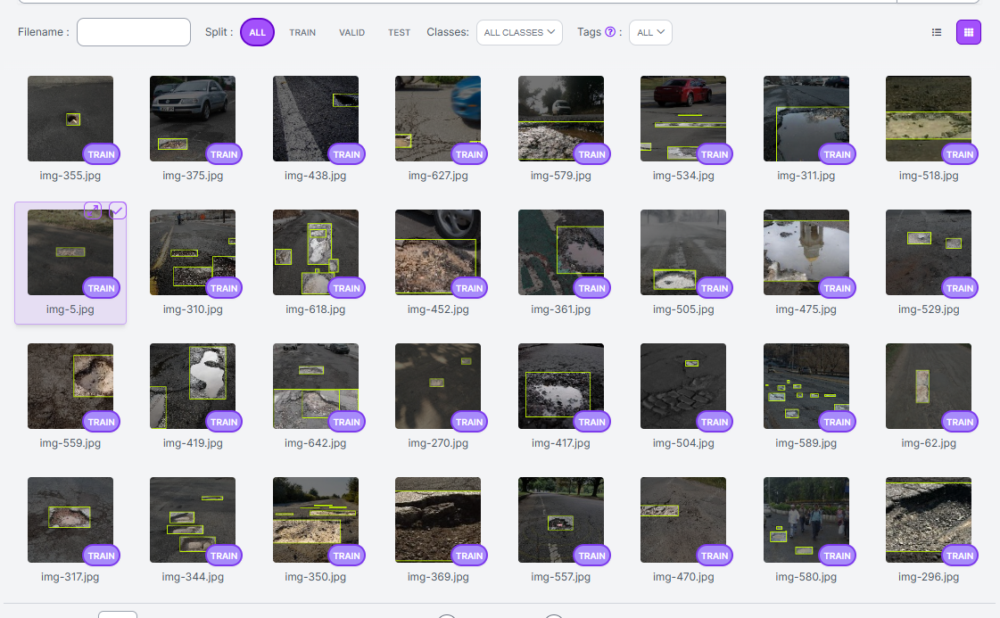 Filename : Split : ALL TRAIN VALID TEST Classes: ALL CLASSES Tags ? : ALL
TRAIN TRAIN TRAIN TRAIN TRAIN TRAIN TRAIN TRAIN
img-355.jpg img-375.jpg img-438.jpg img-627.jpg img-579.jpg img-534.jpg img-311.jpg img-518.jpg
TRAIN TRAIN TRAIN TRAIN TRAIN TRAIN TRAIN TRAIN
img-5.jpg img-310.jpg img-618.jpg img-452.jpg img-361.jpg img-505.jpg img-475.jpg img-529.jpg
TRAIN TRAIN TRAIN TRAIN TRAIN TRAIN TRAIN TRAIN
img-559.jpg img-419.jpg img-642.jpg img-270.jpg img-417.jpg img-504.jpg img-589.jpg img-62.jpg
TRAIN TRAIN TRAIN TRAIN TRAIN TRAIN TRAIN TRAIN
img-317.jpg img-344.jpg img-350.jpg img-369.jpg img-557.jpg img-470.jpg img-580.jpg img-296.jpg